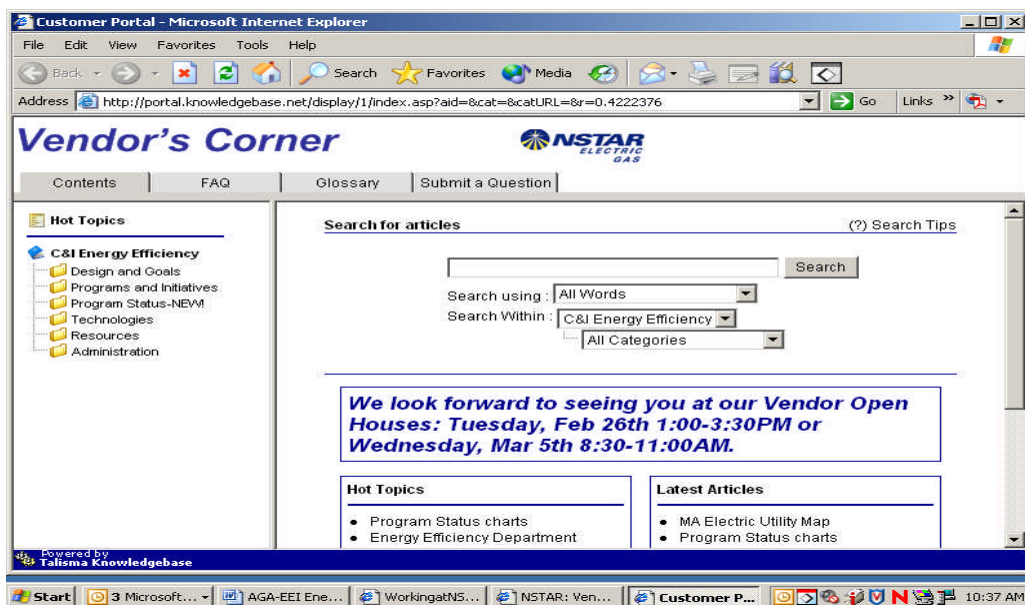 Customer Portal - Microsoft Internet Explorer
File Edit View Favorites Tools Help
Back Search Favorites Media
Address http://portal.knowledgebase.net/display/1/index.asp?aid=&cat=&catURL=&r=0.4222376 Go Links »
Vendor's Corner
NSTAR
ELECTRIC
GAS
Contents FAQ Glossary Submit a Question
Hot Topics
C&I Energy Efficiency
Design and Goals
Programs and Initiatives
Program Status-NEW!
Technologies
Resources
Administration
Search for articles (?) Search Tips
Search
Search using : All Words
Search Within : C&I Energy Efficiency
All Categories
We look forward to seeing you at our Vendor Open
Houses: Tuesday, Feb 26th 1:00-3:30PM or
Wednesday, Mar 5th 8:30-11:00AM.
Hot Topics
• Program Status charts
• Energy Efficiency Department
Latest Articles
• MA Electric Utility Map
• Program Status charts
Powered by
Talisma Knowledgebase
Start 3 Microsoft... AGA-EEI Ene... WorkingatNS... NSTAR: Ven... Customer P... 10:37 AM